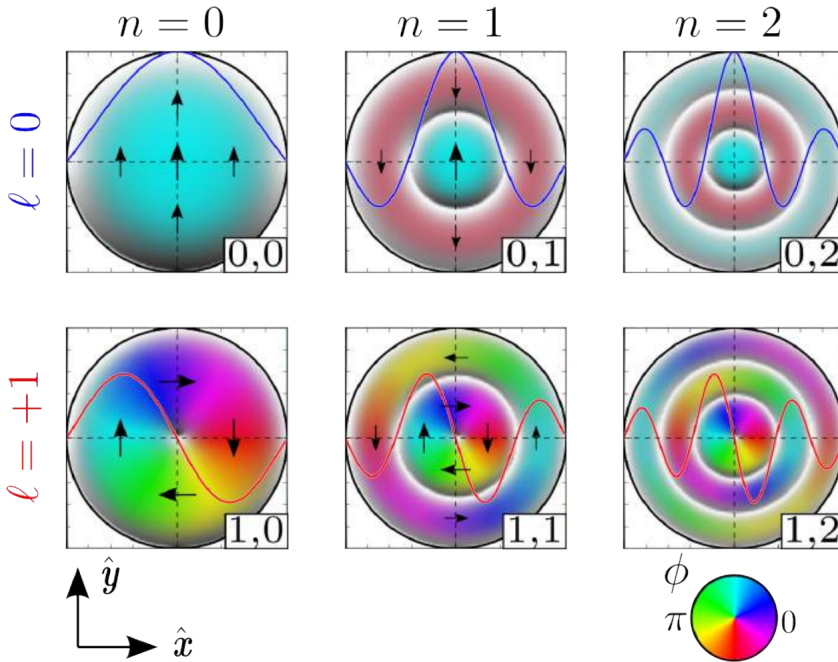 n = 0
n = 1
n = 2
ℓ = 0
0,0
0,1
0,2
ℓ = +1
1,0
1,1
1,2
ŷ
x̂
ϕ
π
0